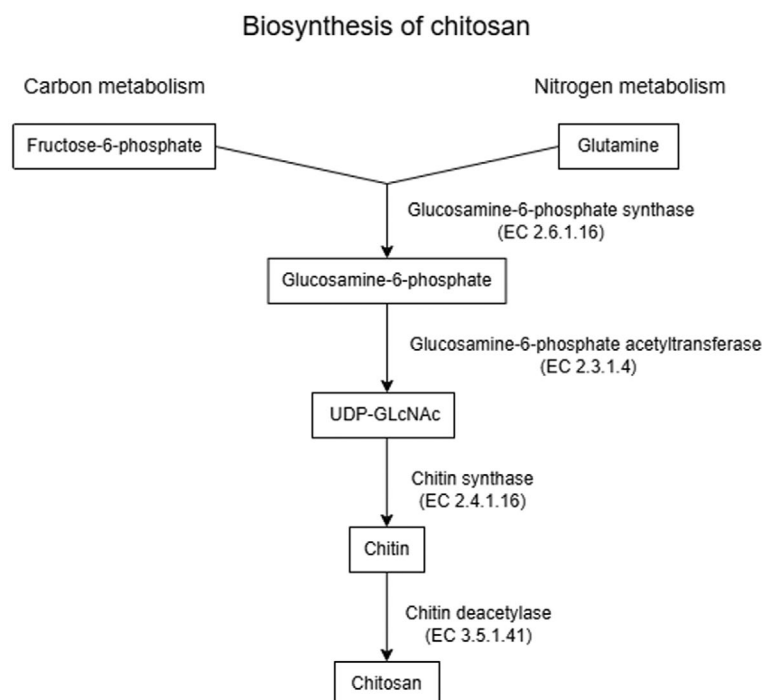 Biosynthesis of chitosan
Carbon metabolism
Nitrogen metabolism
Fructose-6-phosphate
Glutamine
Glucosamine-6-phosphate synthase
(EC 2.6.1.16)
Glucosamine-6-phosphate
Glucosamine-6-phosphate acetyltransferase
(EC 2.3.1.4)
UDP-GLcNAc
Chitin synthase
(EC 2.4.1.16)
Chitin
Chitin deacetylase
(EC 3.5.1.41)
Chitosan